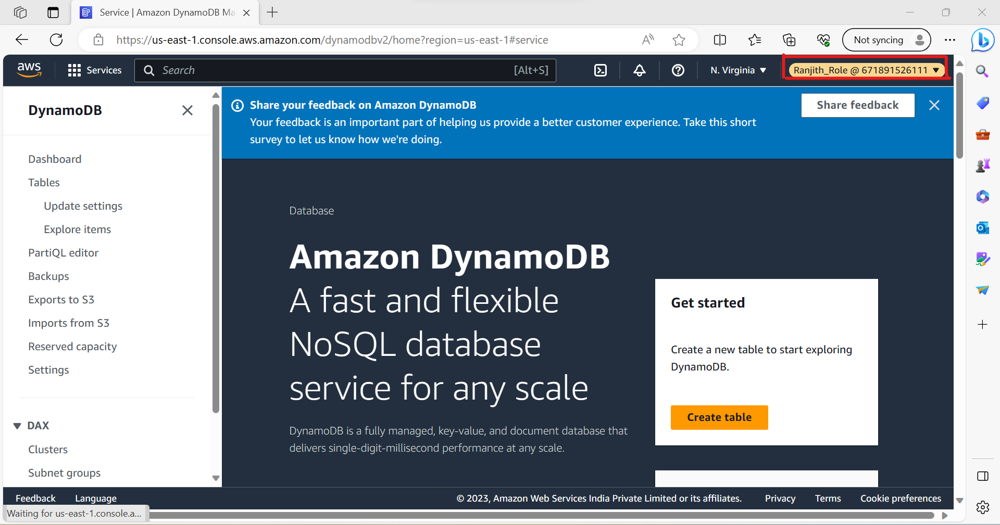 Service | Amazon DynamoDB Ma
https://us-east-1.console.aws.amazon.com/dynamodbv2/home?region=us-east-1#service
Not syncing
aws
Services
Search
[Alt+S]
N. Virginia
Ranjith_Role @ 671891526111
DynamoDB
Dashboard
Tables
Update settings
Explore items
PartiQL editor
Backups
Exports to S3
Imports from S3
Reserved capacity
Settings
DAX
Clusters
Subnet groups
Share your feedback on Amazon DynamoDB
Your feedback is an important part of helping us provide a better customer experience. Take this short
survey to let us know how we're doing.
Share feedback
Database
Amazon DynamoDB
A fast and flexible
NoSQL database
service for any scale
DynamoDB is a fully managed, key-value, and document database that
delivers single-digit-millisecond performance at any scale.
Get started
Create a new table to start exploring
DynamoDB.
Create table
Feedback
Language
© 2023, Amazon Web Services India Private Limited or its affiliates.
Privacy
Terms
Cookie preferences
Waiting for us-east-1.console.a...